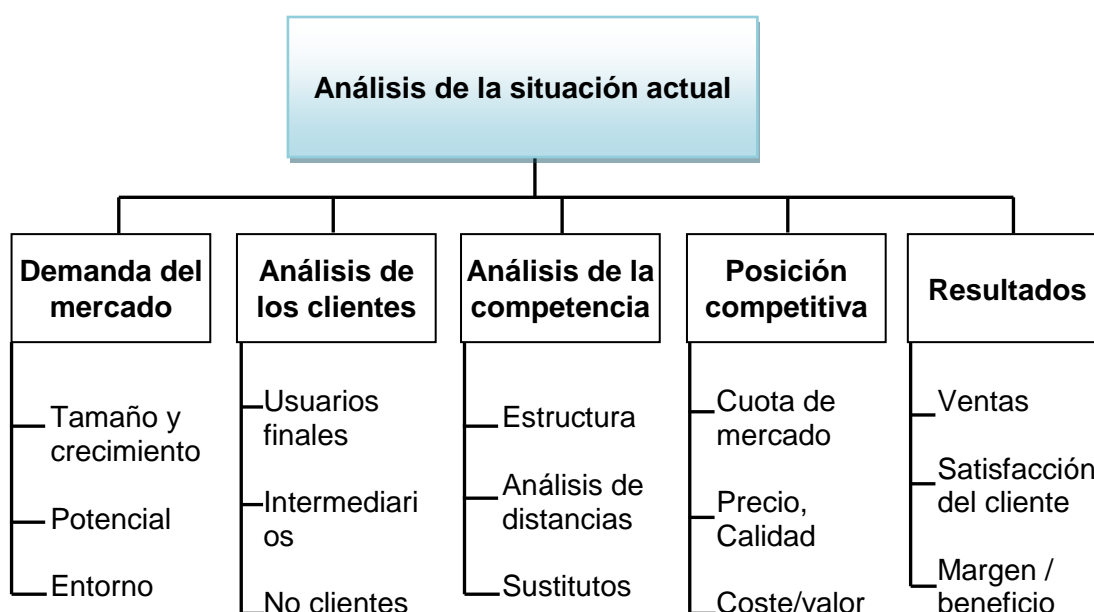 Análisis de la situación actual
Demanda del
mercado
Análisis de
los clientes
Análisis de la
competencia
Posición
competitiva
Resultados
Tamaño y
crecimiento
Potencial
Entorno
Usuarios
finales
Intermediari
os
No clientes
Estructura
Análisis de
distancias
Sustitutos
Cuota de
mercado
Precio,
Calidad
Coste/valor
Ventas
Satisfacción
del cliente
Margen /
beneficio